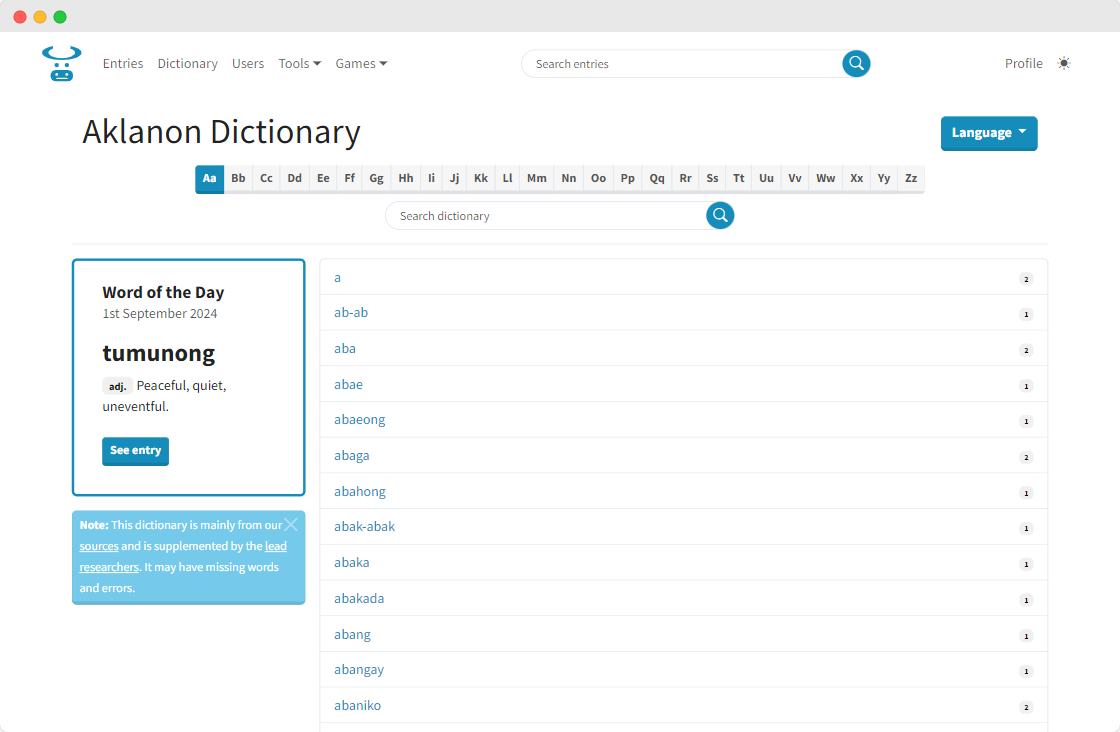 Entries Dictionary Users Tools Games Search entries Profile
Aklanon Dictionary
Language
Aa Bb Cc Dd Ee Ff Gg Hh Ii Jj Kk Ll Mm Nn Oo Pp Qq Rr Ss Tt Uu Vv Ww Xx Yy Zz
Search dictionary
Word of the Day
1st September 2024
tumunong
adj. Peaceful, quiet,
uneventful.
See entry
Note: This dictionary is mainly from our
sources and is supplemented by the lead
researchers. It may have missing words
and errors.
a 2
ab-ab 1
aba 2
abae 1
abaeong 1
abaga 2
abahong 1
abak-abak 1
abaka 1
abakada 1
abang 1
abangay 1
abaniko 2